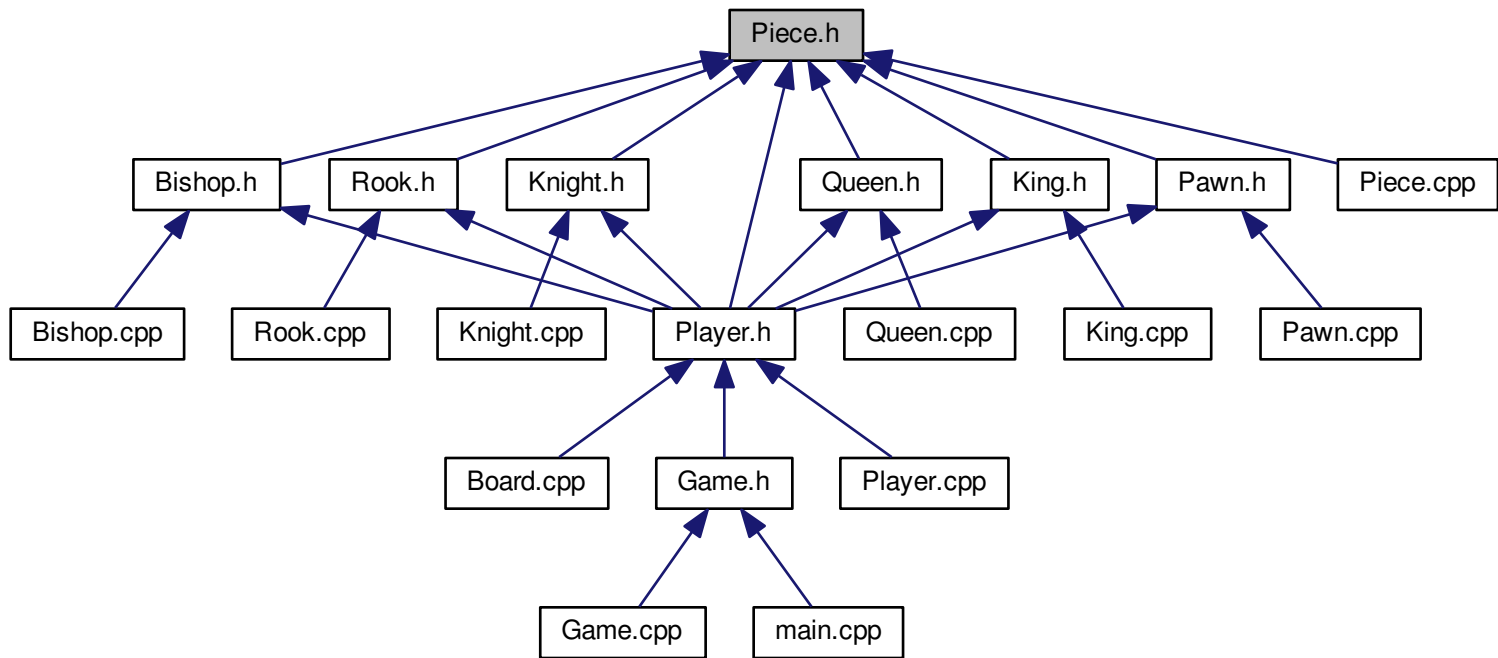 Piece.h
Bishop.h
Rook.h
Knight.h
Queen.h
King.h
Pawn.h
Piece.cpp
Bishop.cpp
Rook.cpp
Knight.cpp
Player.h
Queen.cpp
King.cpp
Pawn.cpp
Board.cpp
Game.h
Player.cpp
Game.cpp
main.cpp